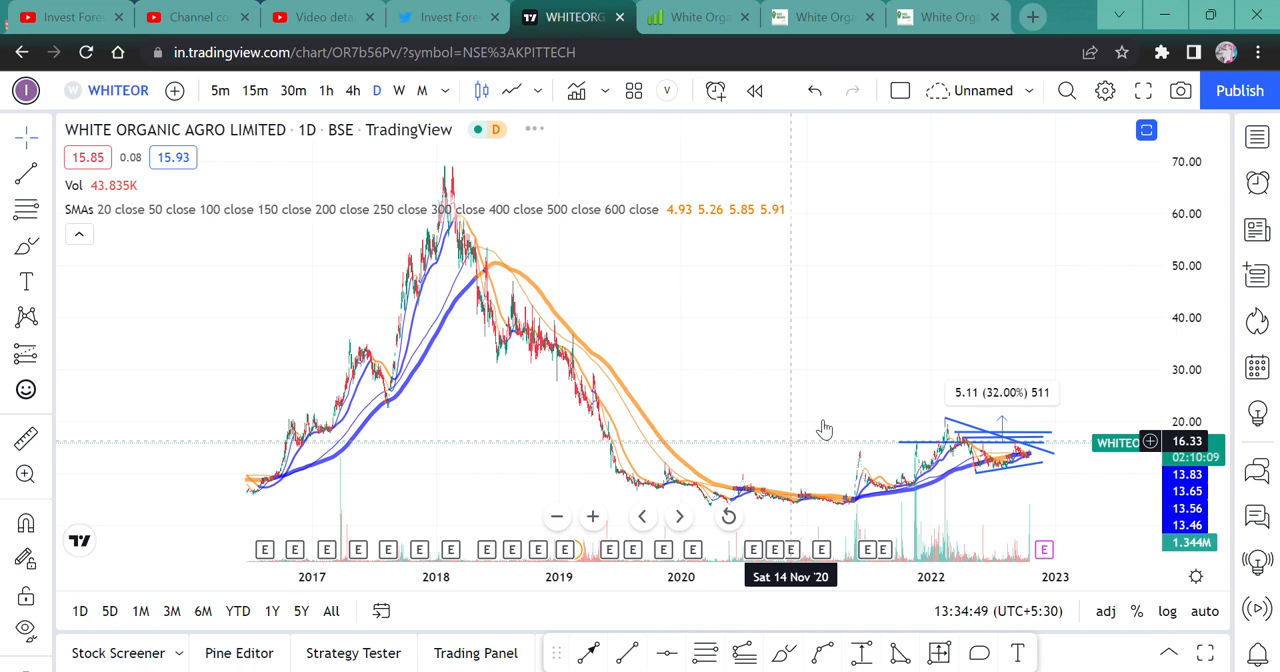 Invest Fore
Channel co
Video deta
Invest Fore
WHITEORG
White Orga
White Orga
White Orga
in.tradingview.com/chart/OR7b56Pv/?symbol=NSE%3AKPITTECH
I
W WHITEOR
5m 15m 30m 1h 4h D W M
V
Unnamed
Publish
WHITE ORGANIC AGRO LIMITED · 1D · BSE · TradingView
D
15.85 0.08 15.93
Vol 43.835K
SMAs 20 close 50 close 100 close 150 close 200 close 250 close 300 close 400 close 500 close 600 close 4.93 5.26 5.85 5.91
70.00
60.00
50.00
40.00
30.00
5.11 (32.00%) 511
20.00
WHITEO 16.33
02:10:09
13.83
13.65
13.56
13.46
1.344M
E E E E E E E E E E E E E E E E E E E E E E
2017 2018 2019 2020 Sat 14 Nov '20 2022 2023
1D 5D 1M 3M 6M YTD 1Y 5Y All
13:34:49 (UTC+5:30)
adj % log auto
Stock Screener
Pine Editor
Strategy Tester
Trading Panel
T